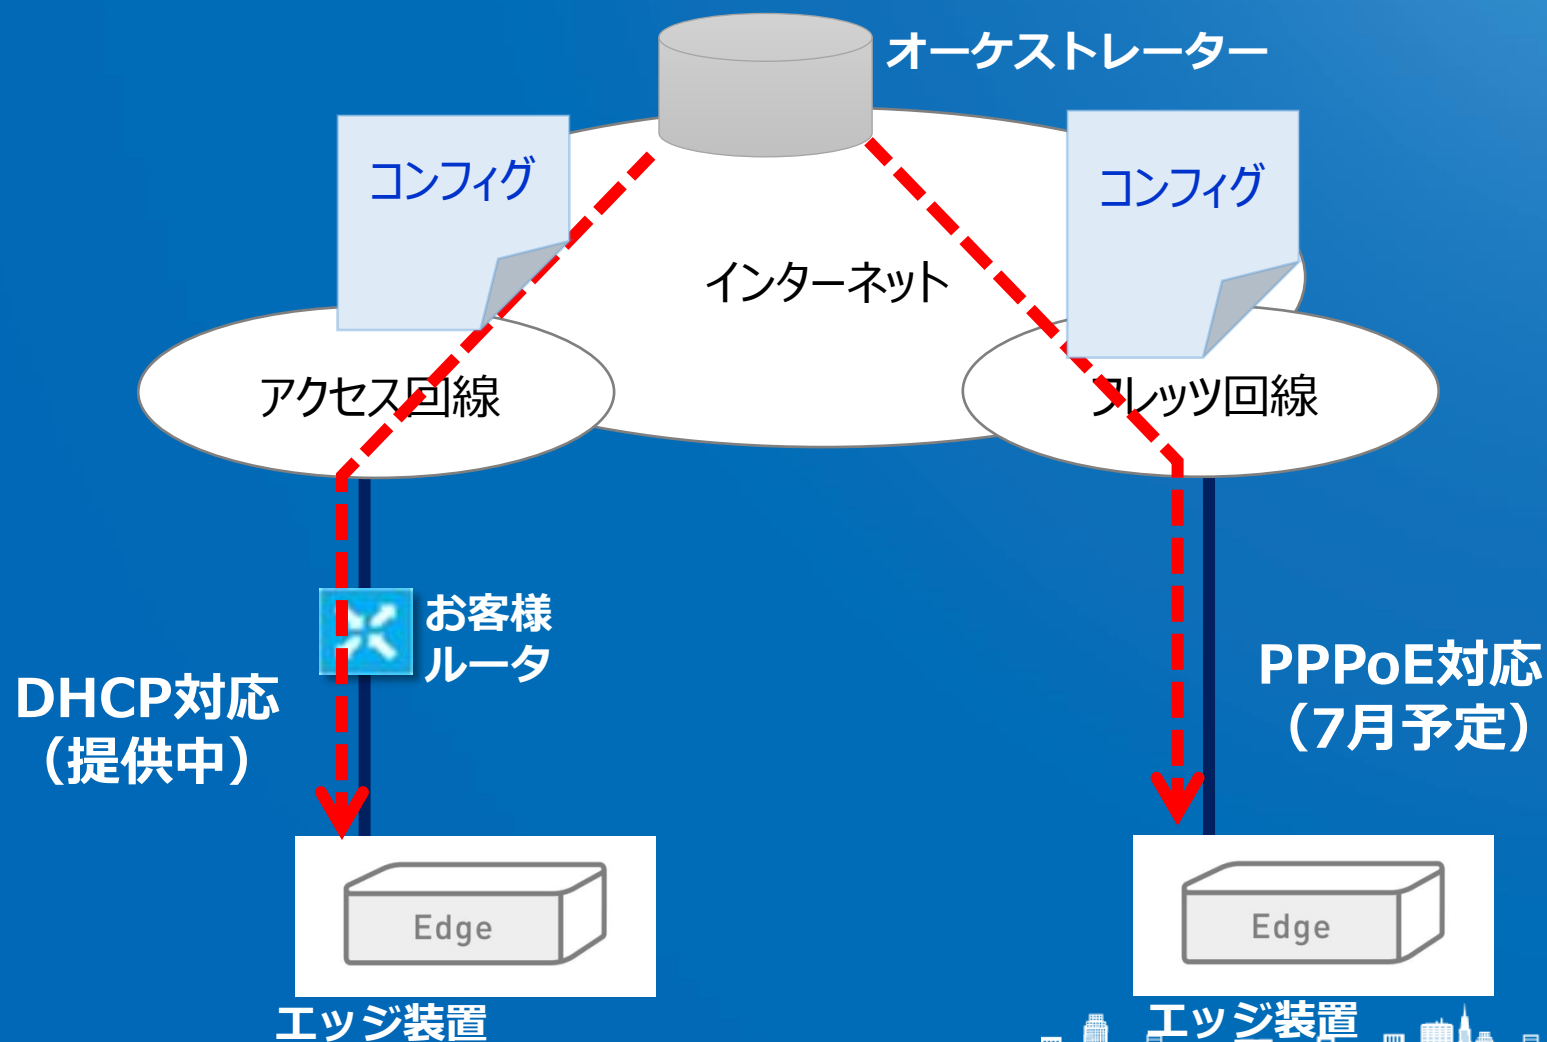 オーケストレーター
コンフィグ
コンフィグ
インターネット
アクセス回線
フレッツ回線
お客様
ルータ
DHCP対応
（提供中）
PPPoE対応
（7月予定）
Edge
Edge
エッジ装置
エッジ装置